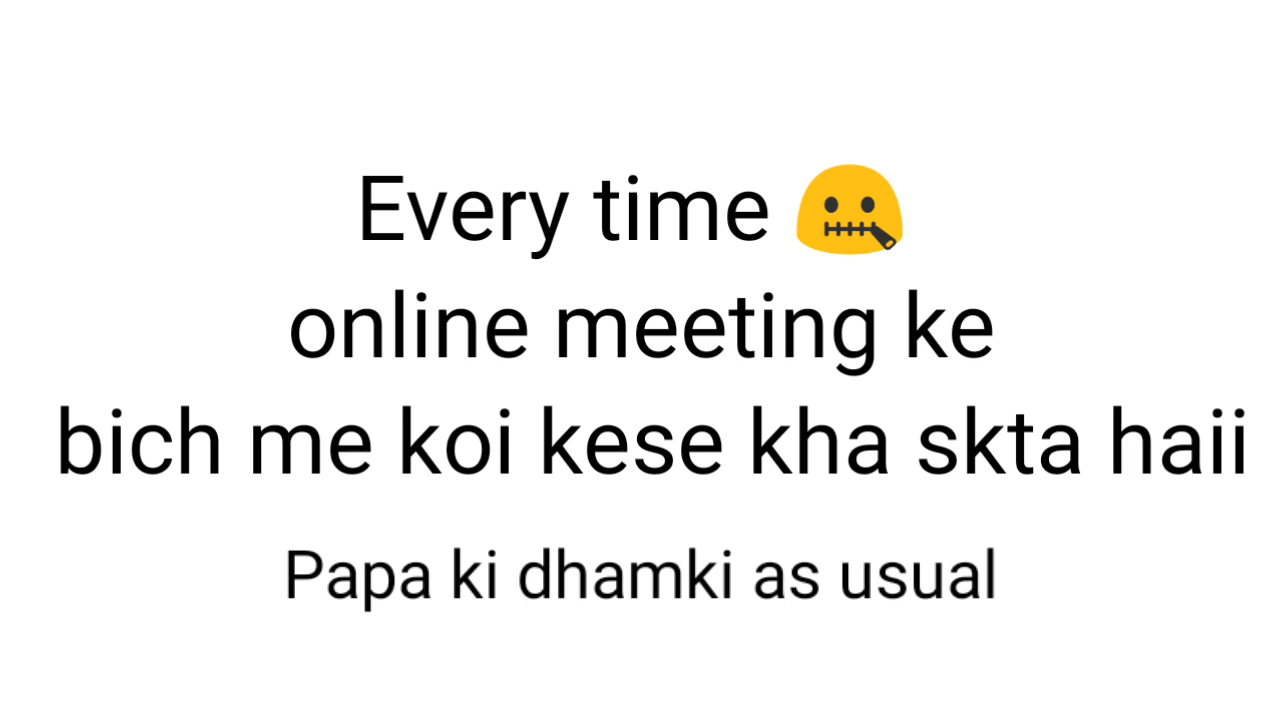 Every time 🤐
online meeting ke
bich me koi kese kha skta haii
Papa ki dhamki as usual